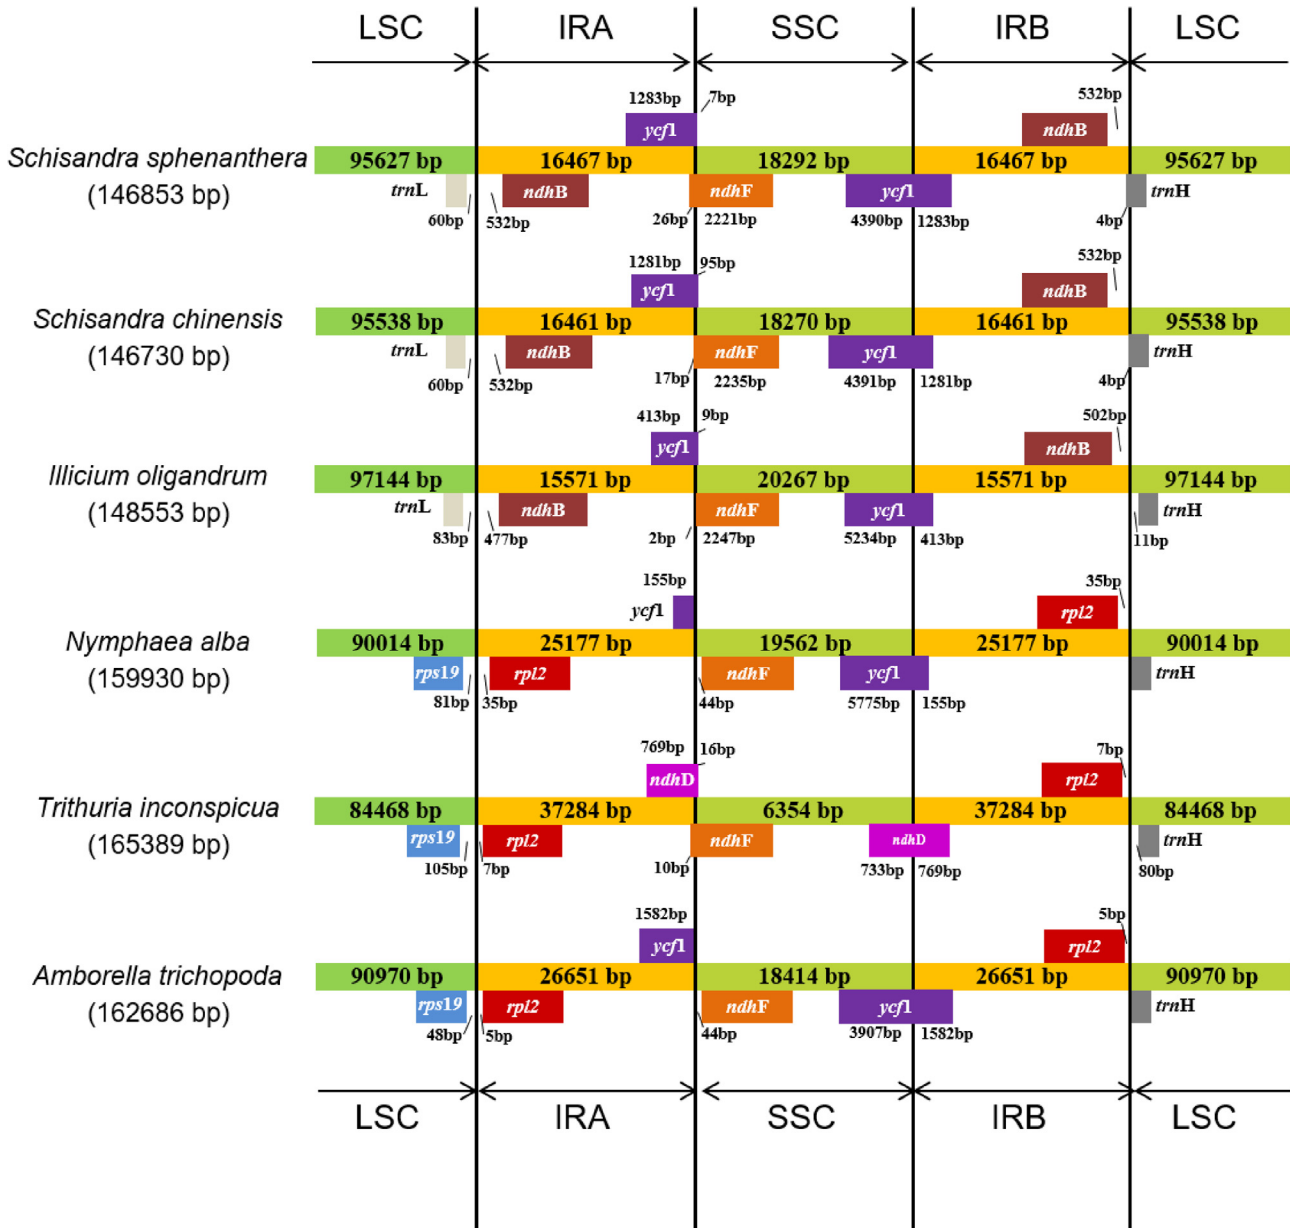 LSC IRA SSC IRB LSC
1283bp 7bp 532bp
ycf1 ndhB
Schisandra sphenanthera 95627 bp 16467 bp 18292 bp 16467 bp 95627 bp
(146853 bp) trnL ndhB ndhF ycf1 trnH
60bp 532bp 26bp 2221bp 4390bp 1283bp 4bp
1281bp 95bp 532bp
ycf1 ndhB
Schisandra chinensis 95538 bp 16461 bp 18270 bp 16461 bp 95538 bp
(146730 bp) trnL ndhB ndhF ycf1 trnH
60bp 532bp 17bp 2235bp 4391bp 1281bp 4bp
413bp 9bp 502bp
ycf1 ndhB
Illicium oligandrum 97144 bp 15571 bp 20267 bp 15571 bp 97144 bp
(148553 bp) trnL ndhB ndhF ycf1 trnH
83bp 477bp 2bp 2247bp 5234bp 413bp 11bp
155bp 35bp
ycf1 rpl2
Nymphaea alba 90014 bp 25177 bp 19562 bp 25177 bp 90014 bp
(159930 bp) rps19 rpl2 ndhF ycf1 trnH
81bp 35bp 44bp 5775bp 155bp
769bp 16bp 7bp
ndhD rpl2
Trithuria inconspicua 84468 bp 37284 bp 6354 bp 37284 bp 84468 bp
(165389 bp) rps19 rpl2 ndhF ndhD trnH
105bp 7bp 10bp 733bp 769bp 80bp
1582bp 5bp
ycf1 rpl2
Amborella trichopoda 90970 bp 26651 bp 18414 bp 26651 bp 90970 bp
(162686 bp) rps19 rpl2 ndhF ycf1 trnH
48bp 5bp 44bp 3907bp 1582bp
LSC IRA SSC IRB LSC